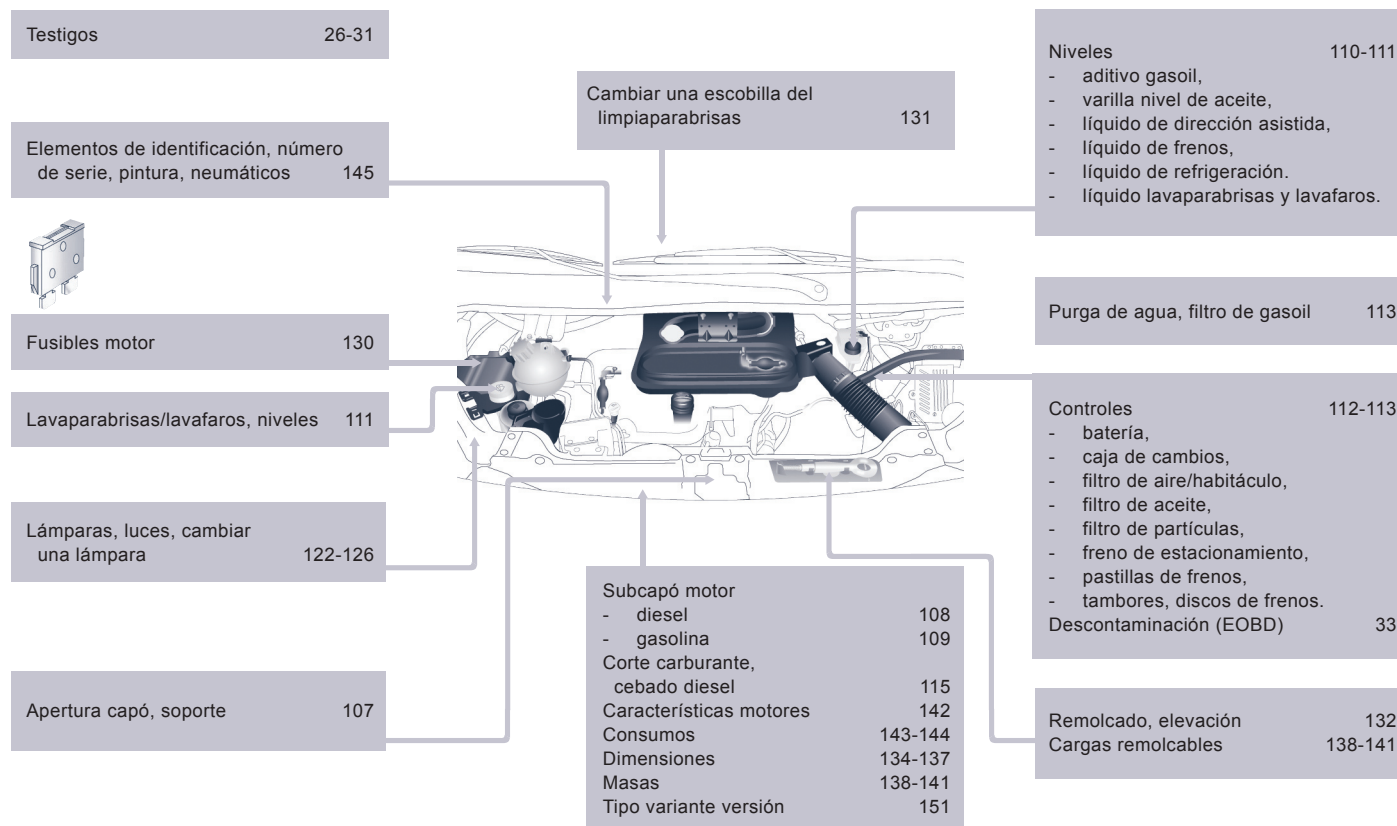 Testigos 26-31
Elementos de identificación, número
de serie, pintura, neumáticos 145
Fusibles motor 130
Lavaparabrisas/lavafaros, niveles 111
Lámparas, luces, cambiar
una lámpara 122-126
Apertura capó, soporte 107
Cambiar una escobilla del
limpiaparabrisas 131
Subcapó motor
- diesel 108
- gasolina 109
Corte carburante,
cebado diesel 115
Características motores 142
Consumos 143-144
Dimensiones 134-137
Masas 138-141
Tipo variante versión 151
Niveles 110-111
- aditivo gasoil,
- varilla nivel de aceite,
- líquido de dirección asistida,
- líquido de frenos,
- líquido de refrigeración.
- líquido lavaparabrisas y lavafaros.
Purga de agua, filtro de gasoil 113
Controles 112-113
- batería,
- caja de cambios,
- filtro de aire/habitáculo,
- filtro de aceite,
- filtro de partículas,
- freno de estacionamiento,
- pastillas de frenos,
- tambores, discos de frenos.
Descontaminación (EOBD) 33
Remolcado, elevación 132
Cargas remolcables 138-141